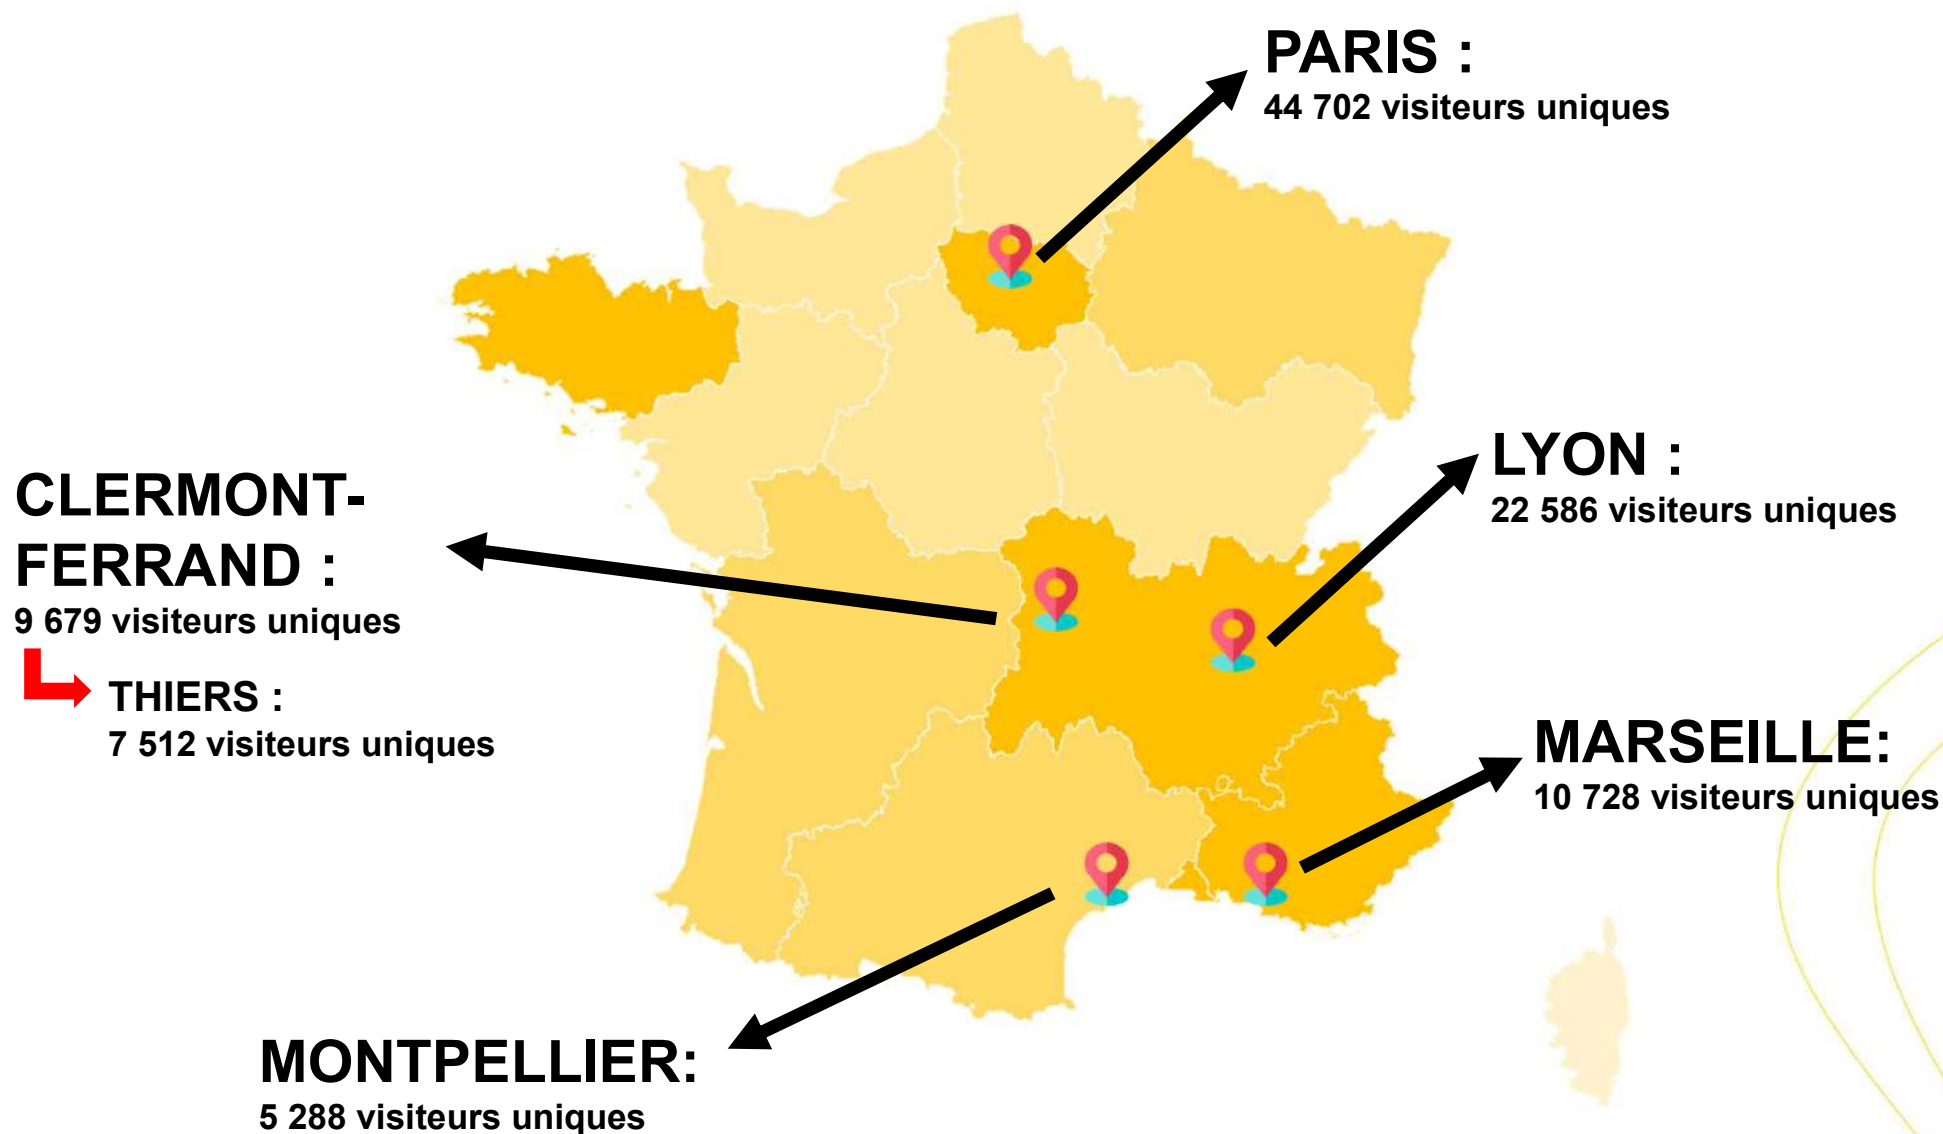 PARIS :
44 702 visiteurs uniques
LYON :
22 586 visiteurs uniques
CLERMONT-
FERRAND :
9 679 visiteurs uniques
THIERS :
7 512 visiteurs uniques
MARSEILLE:
10 728 visiteurs uniques
MONTPELLIER:
5 288 visiteurs uniques